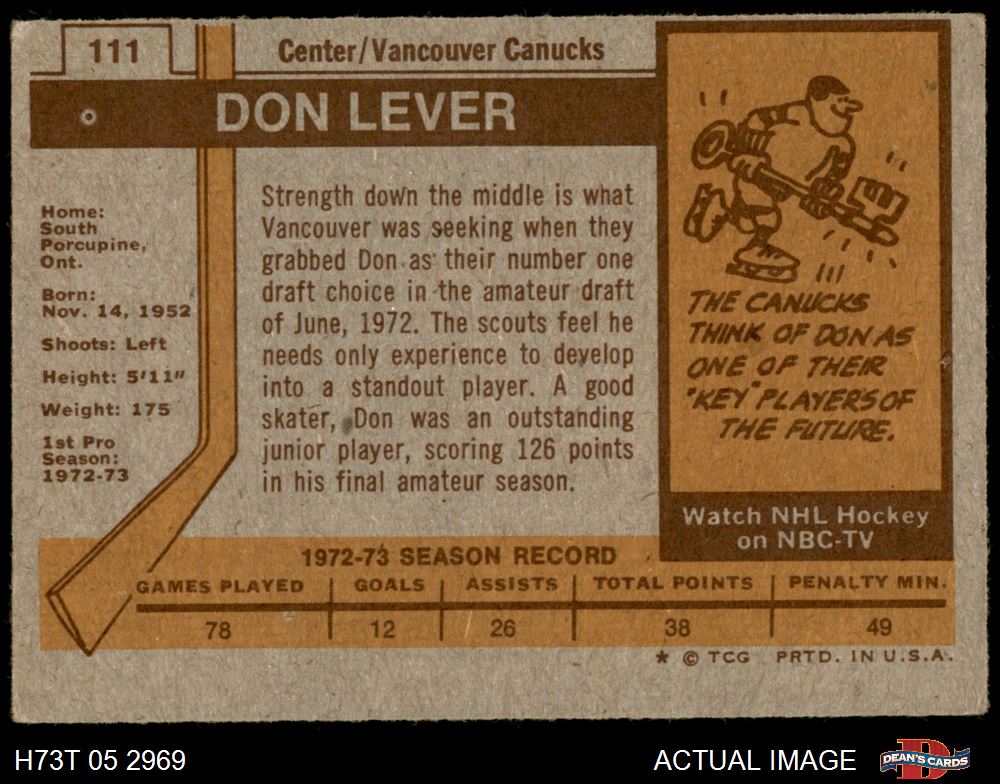 111
Center/Vancouver Canucks
DON LEVER
Home:
South
Porcupine,
Ont.
Born:
Nov. 14, 1952
Shoots: Left
Height: 5'11"
Weight: 175
1st Pro
Season:
1972-73
Strength down the middle is what
Vancouver was seeking when they
grabbed Don as their number one
draft choice in the amateur draft
of June, 1972. The scouts feel he
needs only experience to develop
into a standout player. A good
skater, Don was an outstanding
junior player, scoring 126 points
in his final amateur season.
THE CANUCKS
THINK OF DON AS
ONE OF THEIR
"KEY" PLAYERS OF
THE FUTURE.
Watch NHL Hockey
on NBC-TV
1972-73 SEASON RECORD
GAMES PLAYED GOALS ASSISTS TOTAL POINTS PENALTY MIN.
78 12 26 38 49
* © TCG PRTD. IN U.S.A.
H73T 05 2969
ACTUAL IMAGE
D
DEAN'S CARDS